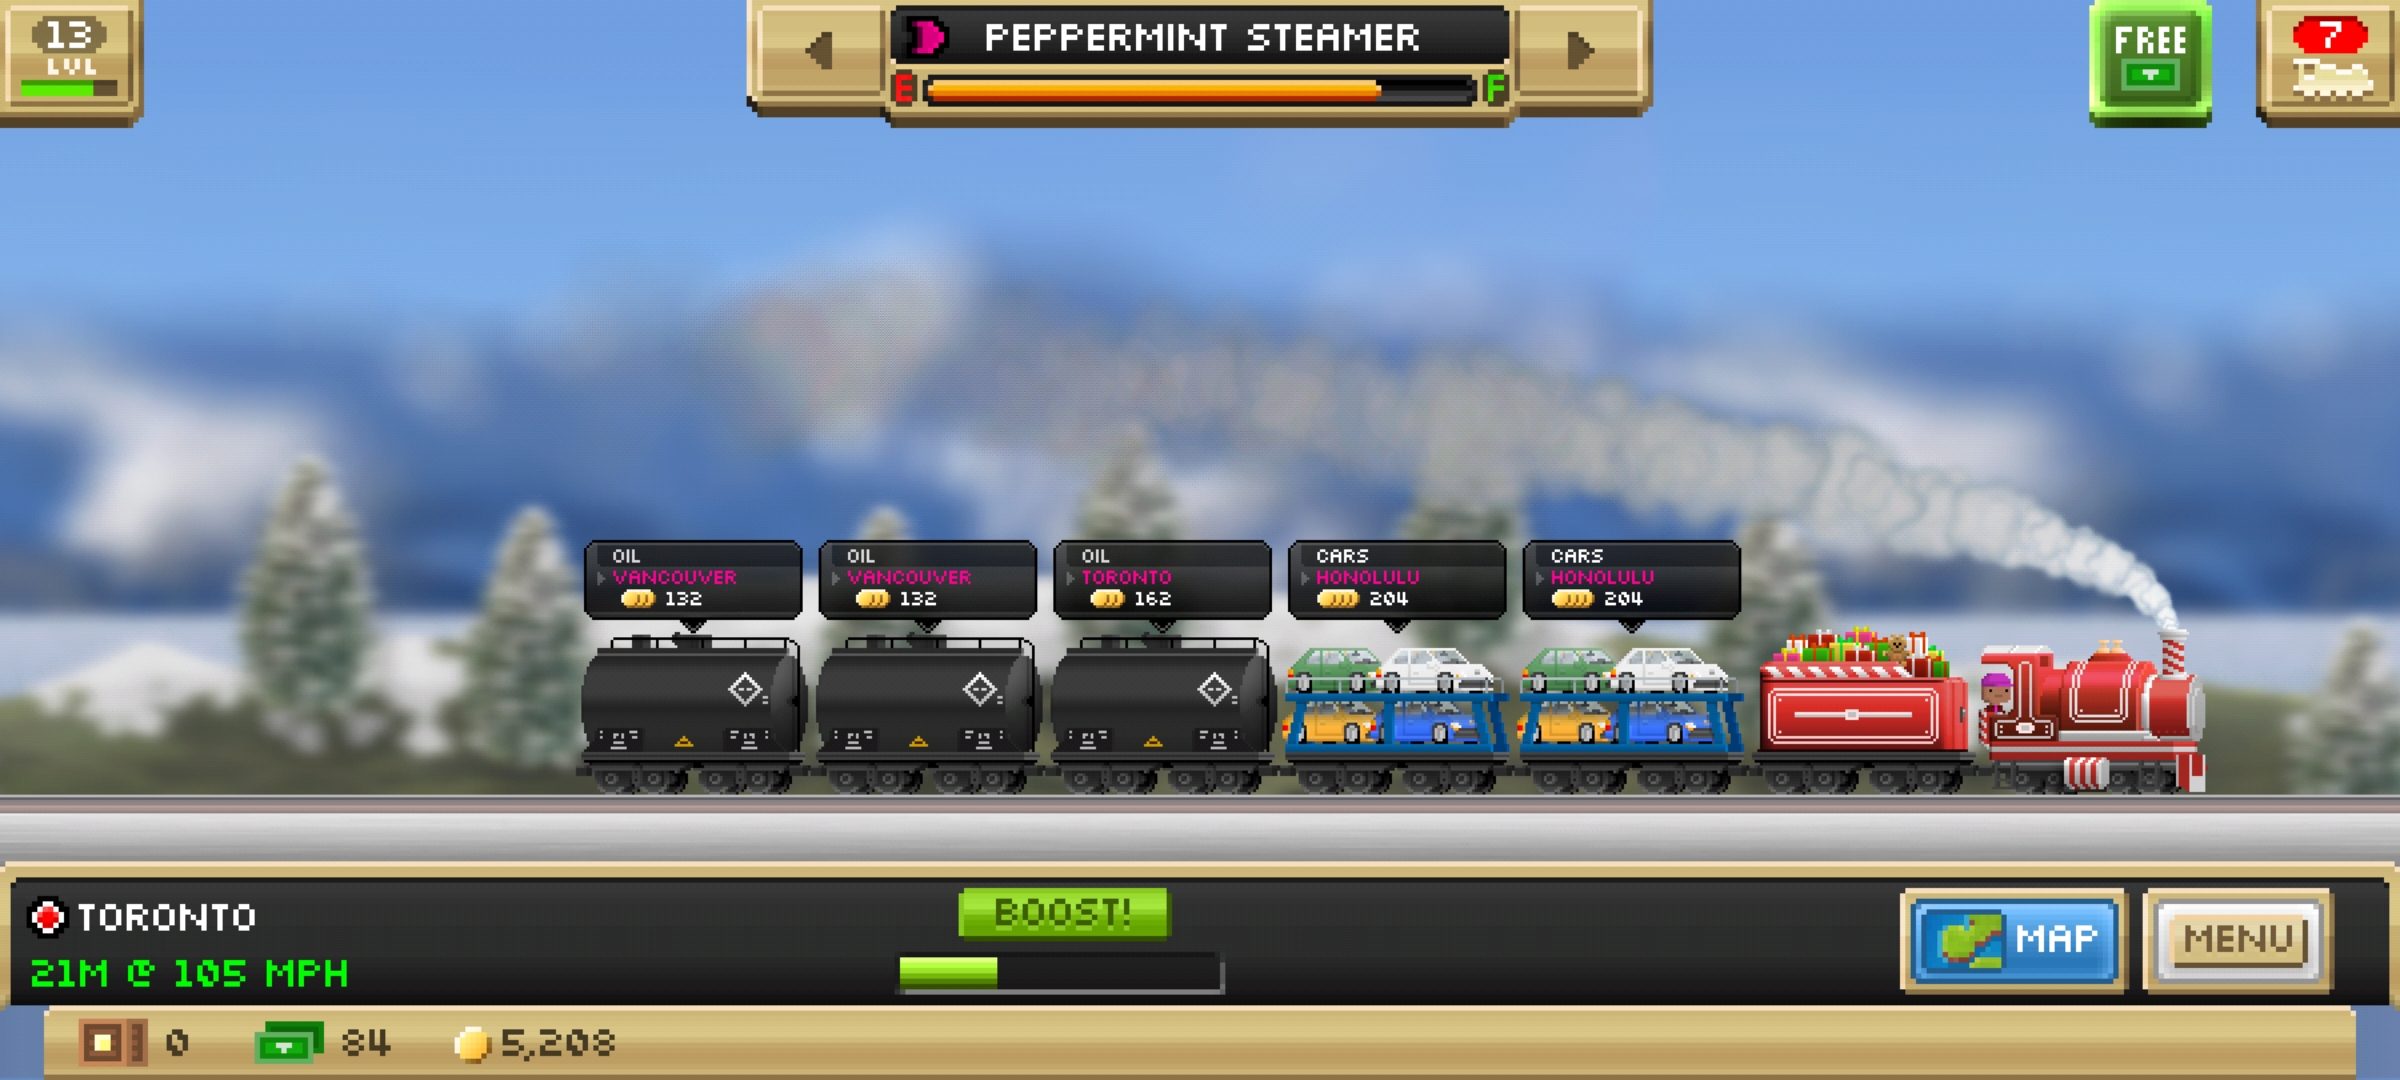 13
LVL
PEPPERMINT STEAMER
E
F
FREE
7
OIL
VANCOUVER
132
OIL
VANCOUVER
132
OIL
TORONTO
162
CARS
HONOLULU
204
CARS
HONOLULU
204
TORONTO
21M @ 105 MPH
BOOST!
MAP
MENU
0
84
5,208